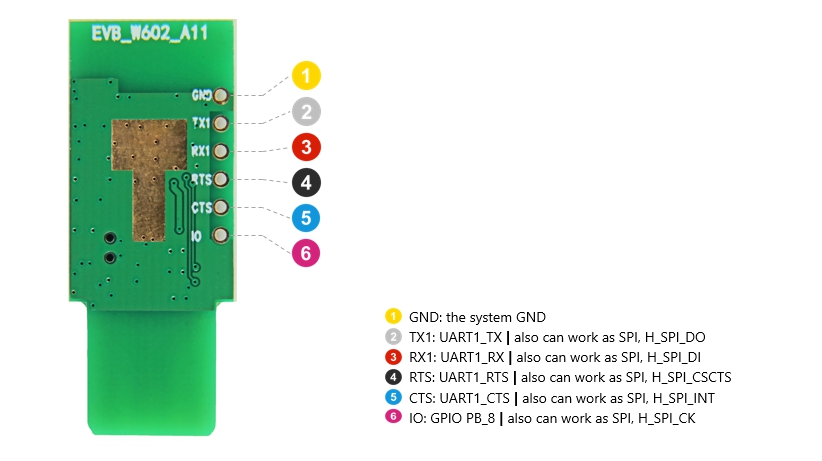 EVB_W602_A11
GND
1
TX1
2
RX1
3
RTS
4
CTS
5
IO
6
1 GND: the system GND
2 TX1: UART1_TX | also can work as SPI, H_SPI_DO
3 RX1: UART1_RX | also can work as SPI, H_SPI_DI
4 RTS: UART1_RTS | also can work as SPI, H_SPI_CSCTS
5 CTS: UART1_CTS | also can work as SPI, H_SPI_INT
6 IO: GPIO PB_8 | also can work as SPI, H_SPI_CK